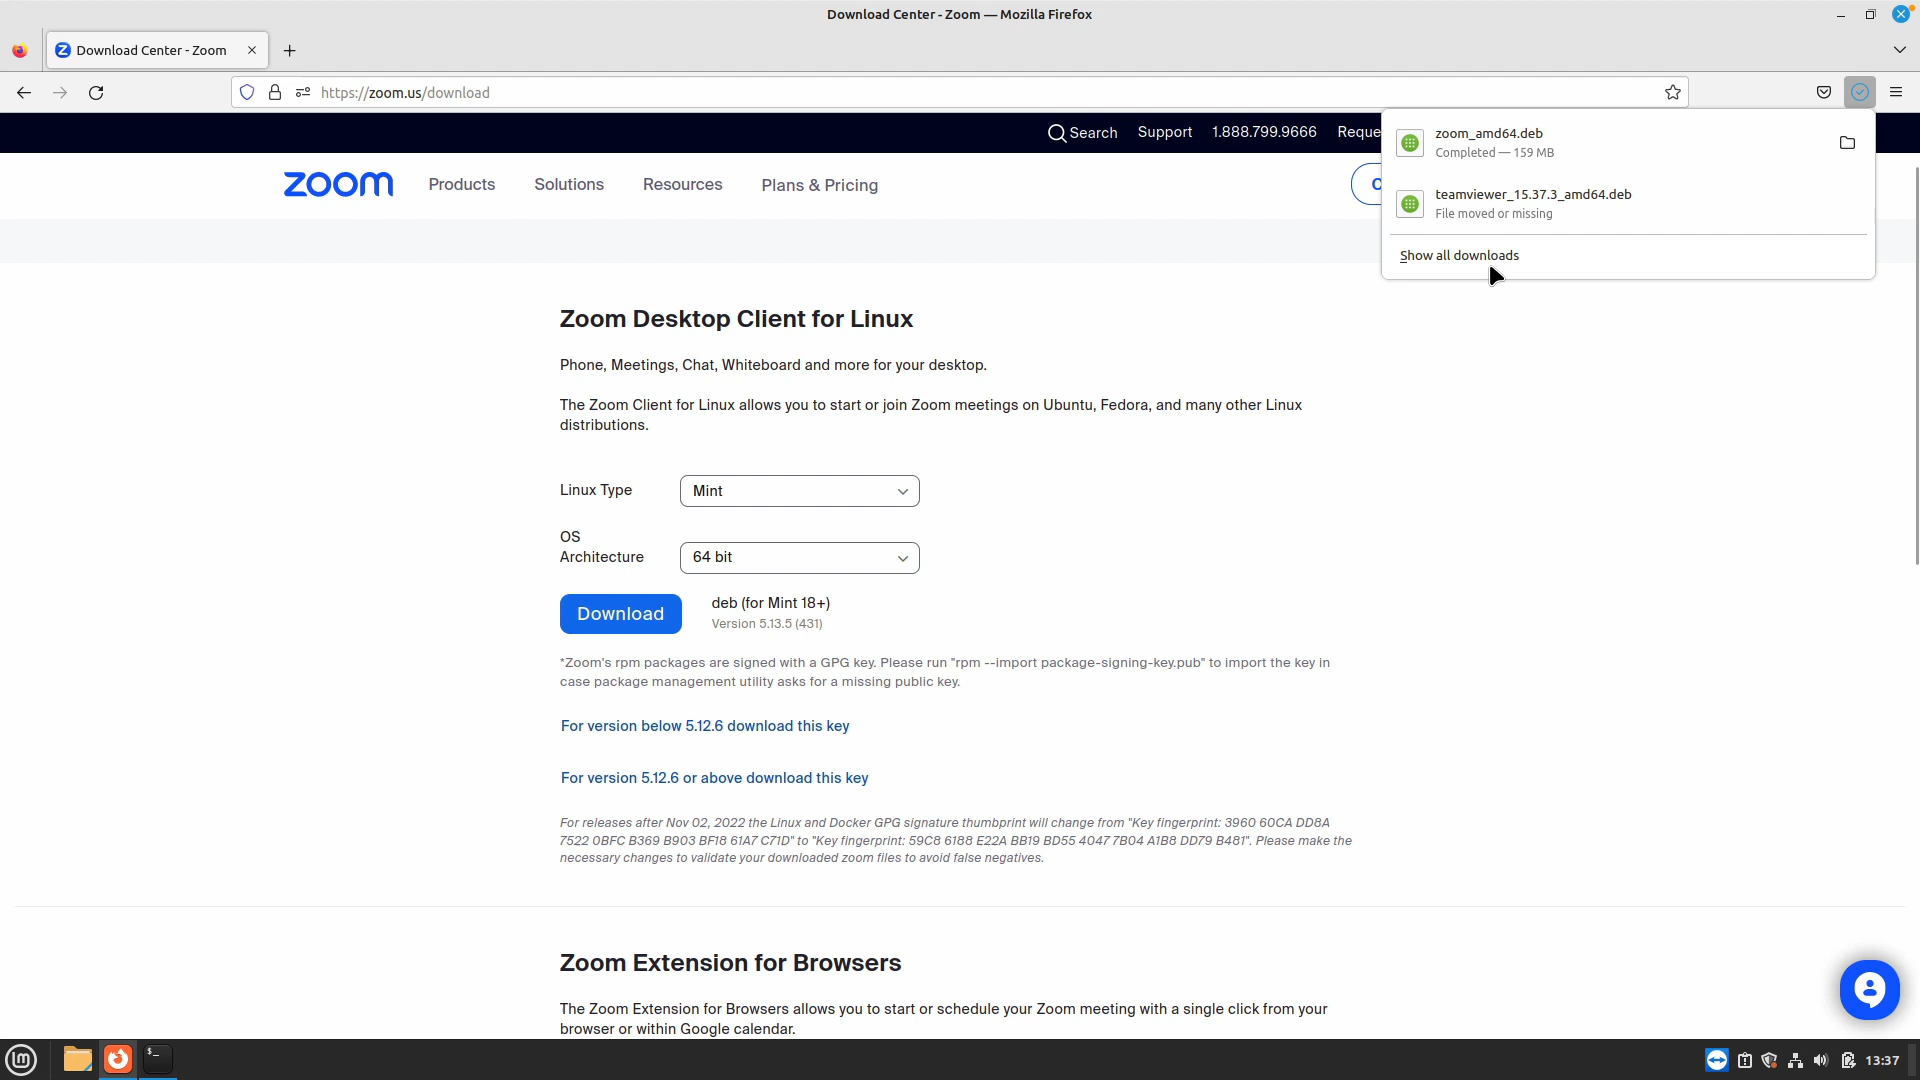 Download Center - Zoom — Mozilla Firefox
Download Center - Zoom
https://zoom.us/download
Search
Support
1.888.799.9666
Reque
zoom_amd64.deb
Completed — 159 MB
teamviewer_15.37.3_amd64.deb
File moved or missing
Show all downloads
zoom
Products
Solutions
Resources
Plans & Pricing
C
Zoom Desktop Client for Linux
Phone, Meetings, Chat, Whiteboard and more for your desktop.
The Zoom Client for Linux allows you to start or join Zoom meetings on Ubuntu, Fedora, and many other Linux
distributions.
Linux Type
Mint
OS
Architecture
64 bit
Download
deb (for Mint 18+)
Version 5.13.5 (431)
*Zoom's rpm packages are signed with a GPG key. Please run "rpm --import package-signing-key.pub" to import the key in
case package management utility asks for a missing public key.
For version below 5.12.6 download this key
For version 5.12.6 or above download this key
For releases after Nov 02, 2022 the Linux and Docker GPG signature thumbprint will change from "Key fingerprint: 3960 60CA DD8A
7522 0BFC B369 B903 BF18 61A7 C71D" to "Key fingerprint: 59C8 6188 E22A BB19 BD55 4047 7B04 A1B8 DD79 B481". Please make the
necessary changes to validate your downloaded zoom files to avoid false negatives.
Zoom Extension for Browsers
The Zoom Extension for Browsers allows you to start or schedule your Zoom meeting with a single click from your
browser or within Google calendar.
13:37